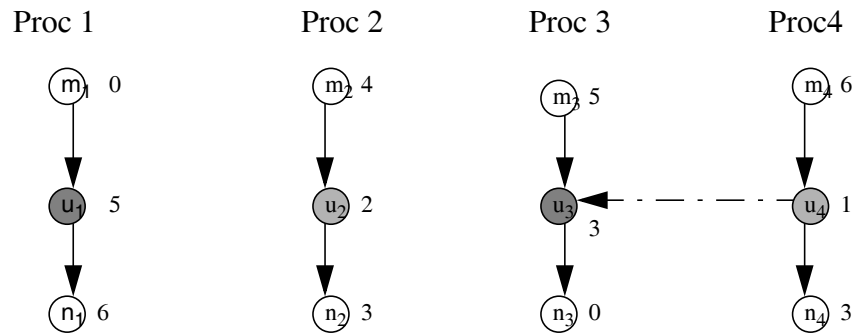 Proc 1 Proc 2 Proc 3 Proc4
m1 0 m2 4 m3 5 m4 6
u1 5 u2 2 u3 3 u4 1
n1 6 n2 3 n3 0 n4 3